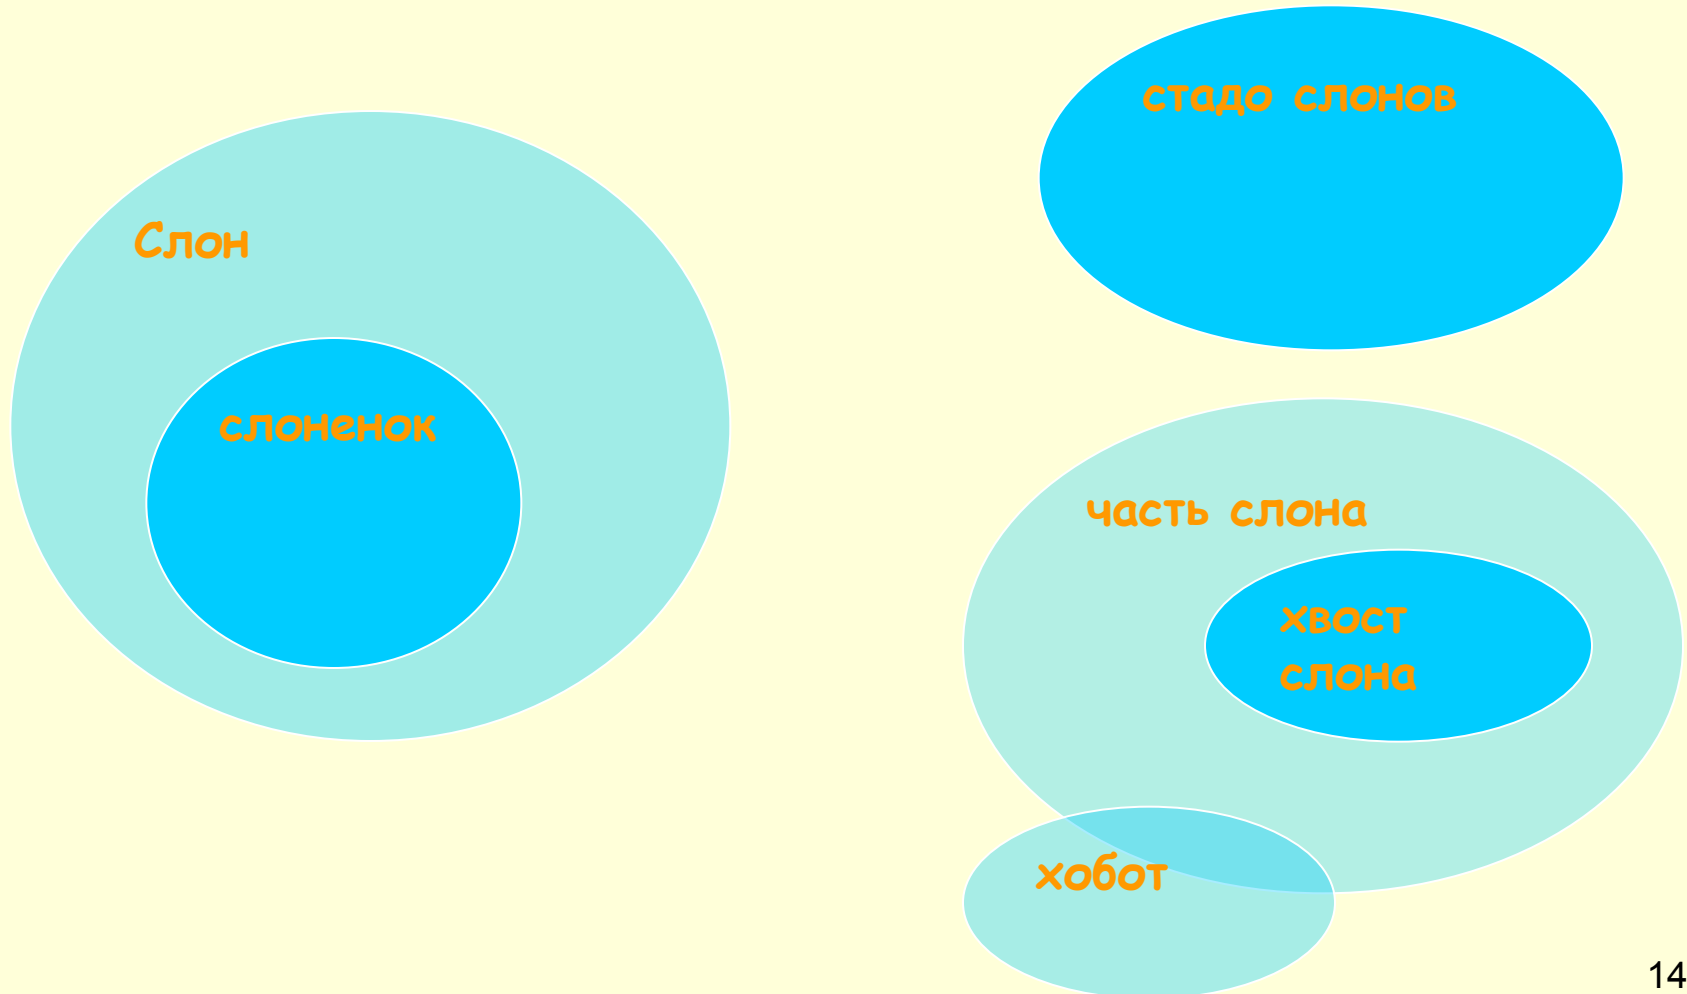 стадо слонов
Слон
слоненок
часть слона
хвост
слона
хобот
14